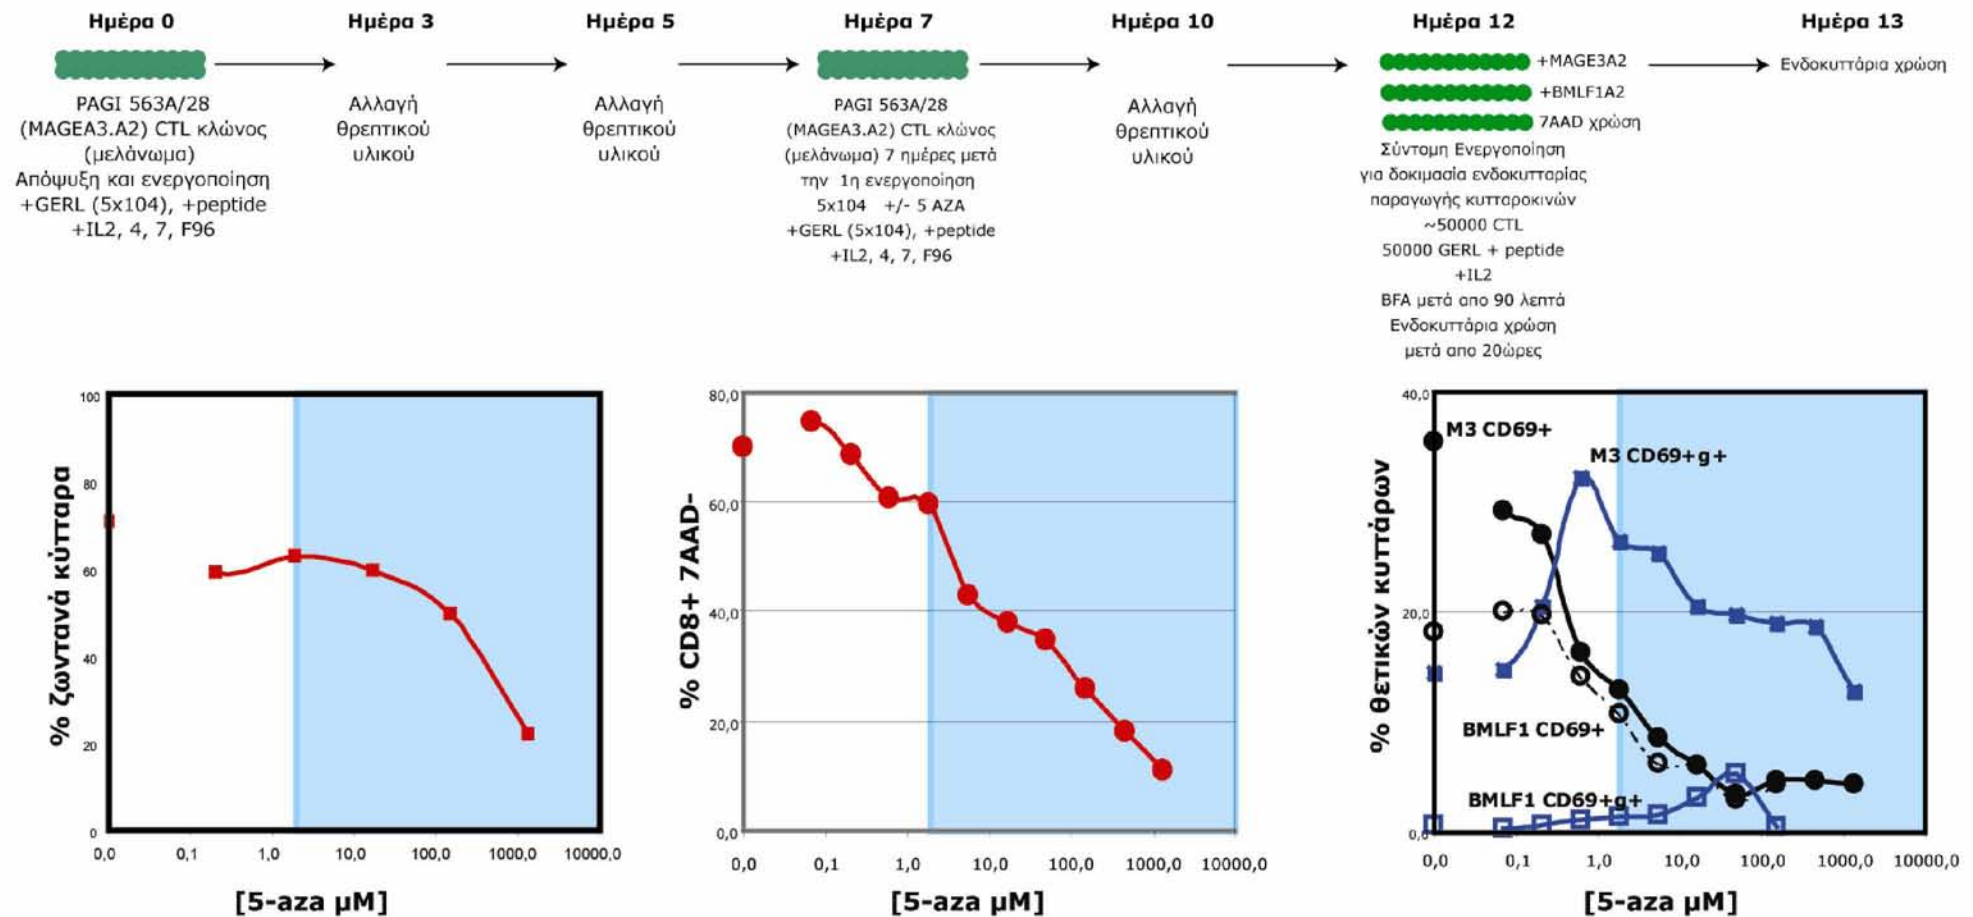 Ημέρα 0
Ημέρα 3
Ημέρα 5
Ημέρα 7
Ημέρα 10
Ημέρα 12
Ημέρα 13
PAGI 563A/28
(MAGEA3.A2) CTL κλώνος
(μελάνωμα)
Απόψυξη και ενεργοποίηση
+GERL (5x104), +peptide
+IL2, 4, 7, F96
Αλλαγή
θρεπτικού
υλικού
Αλλαγή
θρεπτικού
υλικού
PAGI 563A/28
(MAGEA3.A2) CTL κλώνος
(μελάνωμα) 7 ημέρες μετά
την 1η ενεργοποίηση
5x104 +/- 5 AZA
+GERL (5x104), +peptide
+IL2, 4, 7, F96
Αλλαγή
θρεπτικού
υλικού
+MAGE3A2
+BMLF1A2
7AAD χρώση
Σύντομη Ενεργοποίηση
για δοκιμασία ενδοκυτταρίας
παραγωγής κυτταροκινών
~50000 CTL
50000 GERL + peptide
+IL2
BFA μετά απο 90 λεπτά
Ενδοκυττάρια χρώση
μετά απο 20ώρες
Ενδοκυττάρια χρώση
% ζωντανά κύτταρα
100
80
60
40
20
0
0,0 0,1 1,0 10,0 100,0 1000,0 10000,0
[5-aza μM]
% CD8+ 7AAD-
80,0
60,0
40,0
20,0
0,0
0,0 0,1 1,0 10,0 100,0 1000,0 10000,0
[5-aza μM]
% θετικών κυττάρων
40,0
20,0
0,0
M3 CD69+
M3 CD69+g+
BMLF1 CD69+
BMLF1 CD69+g+
0,0 0,1 1,0 10,0 100,0 1000,0 10000,0
[5-aza μM]